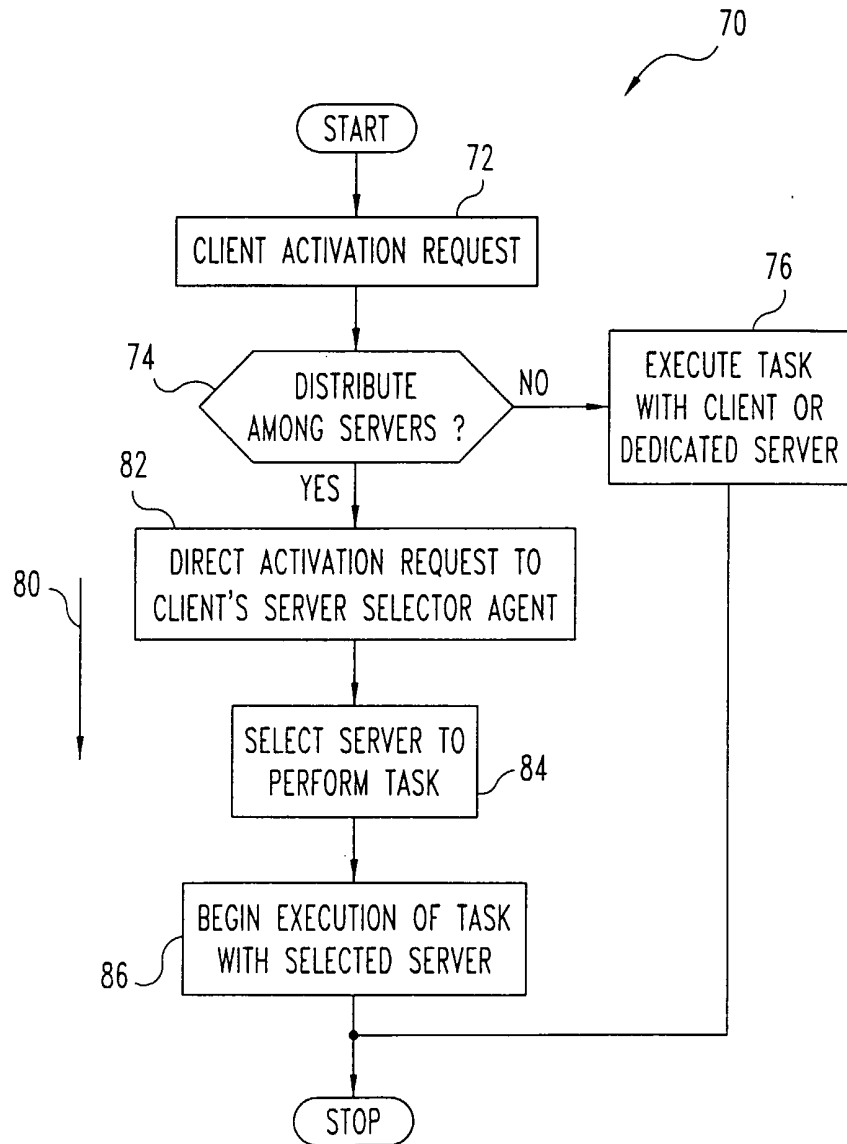 70
START
72
CLIENT ACTIVATION REQUEST
74
DISTRIBUTE
AMONG SERVERS ?
NO
YES
76
EXECUTE TASK
WITH CLIENT OR
DEDICATED SERVER
82
DIRECT ACTIVATION REQUEST TO
CLIENT'S SERVER SELECTOR AGENT
80
SELECT SERVER TO
PERFORM TASK
84
BEGIN EXECUTION OF TASK
WITH SELECTED SERVER
86
STOP